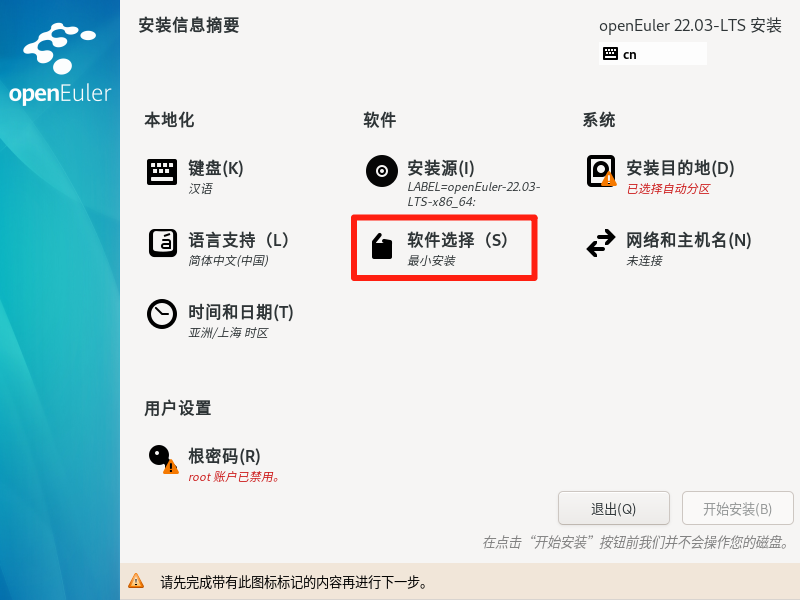 openEuler
安装信息摘要
openEuler 22.03-LTS 安装
cn
本地化
键盘(K)
汉语
语言支持（L）
简体中文(中国)
时间和日期(T)
亚洲/上海 时区
软件
安装源(I)
LABEL=openEuler-22.03-
LTS-x86_64:
软件选择（S）
最小安装
系统
安装目的地(D)
已选择自动分区
网络和主机名(N)
未连接
用户设置
根密码(R)
root 账户已禁用。
退出(Q)
开始安装(B)
在点击“开始安装”按钮前我们并不会操作您的磁盘。
请先完成带有此图标标记的内容再进行下一步。